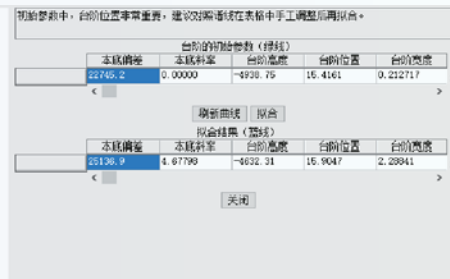 初始参数中，台阶位置非常重要，建议对照谱线在表格中手工调整后再拟合。
台阶的初始参数（绿线）
本底偏差 本底斜率 台阶高度 台阶位置 台阶宽度
22745.2 0.00000 -4938.75 15.4161 0.212717
刷新曲线 拟合
拟合结果（蓝线）
本底偏差 本底斜率 台阶高度 台阶位置 台阶宽度
25136.9 4.67798 -4632.31 15.9047 2.28841
关闭